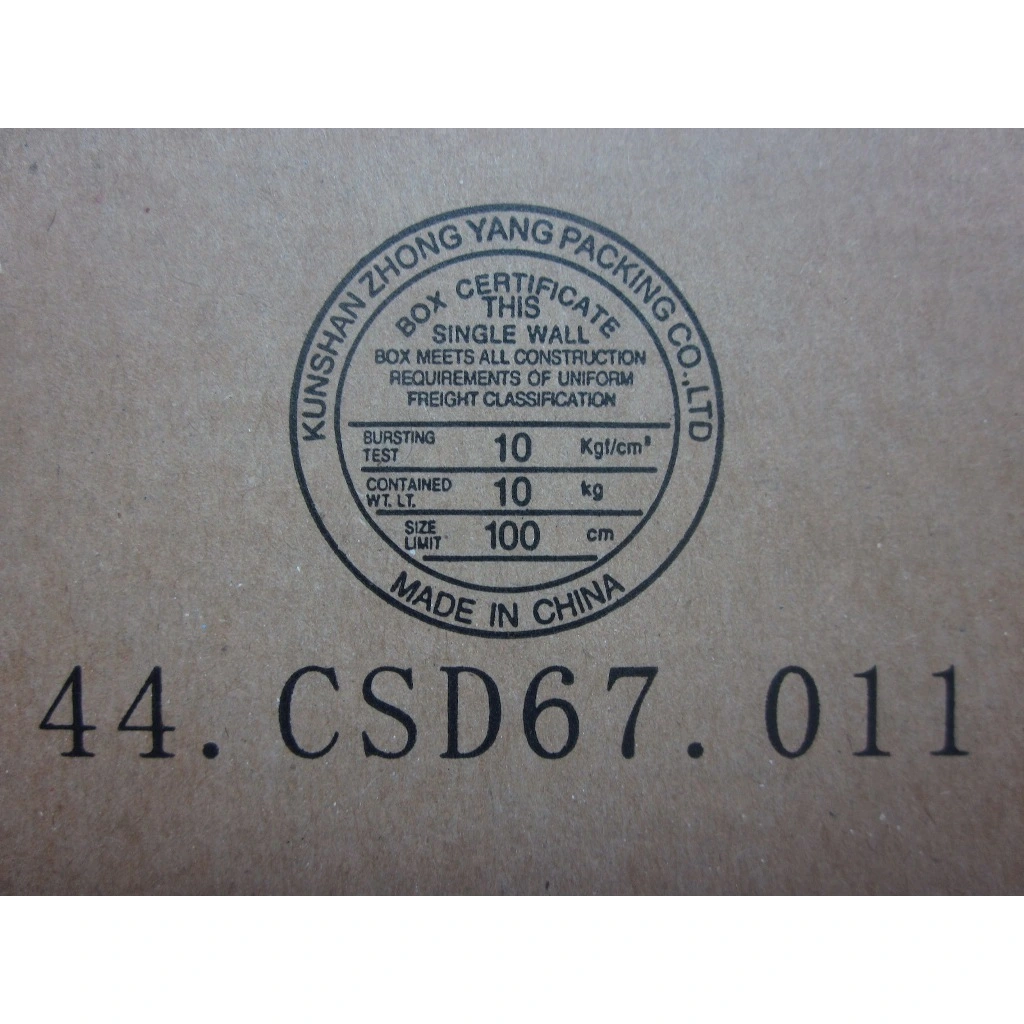 KUNSHAN ZHONG YANG PACKING CO.,LTD
BOX CERTIFICATE
THIS
SINGLE WALL
BOX MEETS ALL CONSTRUCTION
REQUIREMENTS OF UNIFORM
FREIGHT CLASSIFICATION
BURSTING TEST 10 Kgf/cm²
CONTAINED WT. LT. 10 kg
SIZE LIMIT 100 cm
MADE IN CHINA
44.CSD67.011